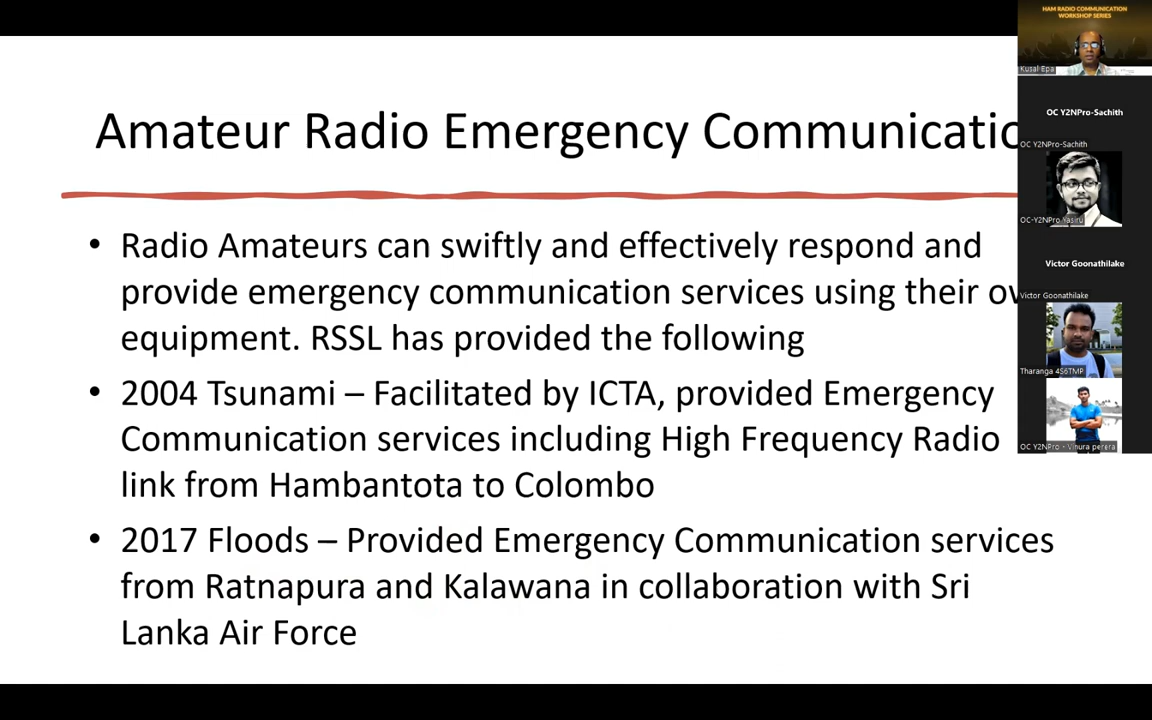 HAM RADIO COMMUNICATION
WORKSHOP SERIES
Kusal Epa
Amateur Radio Emergency Communicatio
OC Y2NPro-Sachith
OC Y2NPro-Sachith
OC-Y2NPro Yasiru
• Radio Amateurs can swiftly and effectively respond and
provide emergency communication services using their ow
equipment. RSSL has provided the following
Victor Goonathilake
Victor Goonathilake
Tharanga 4S6TMP
• 2004 Tsunami – Facilitated by ICTA, provided Emergency
Communication services including High Frequency Radio
link from Hambantota to Colombo
OC Y2NPro - Vinura perera
• 2017 Floods – Provided Emergency Communication services
from Ratnapura and Kalawana in collaboration with Sri
Lanka Air Force